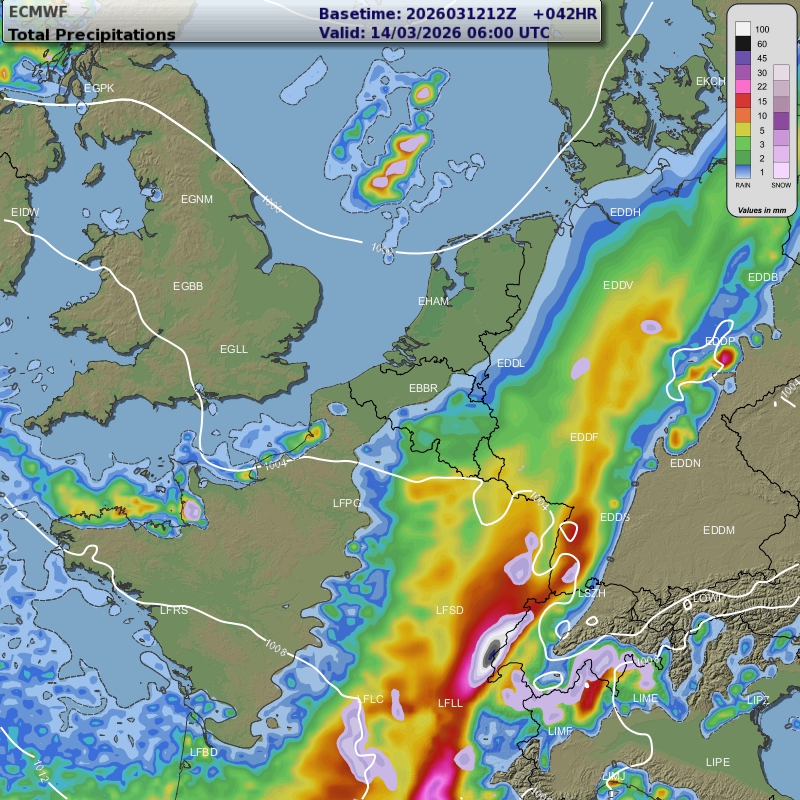 ECMWF
Basetime: 2026031212Z +042HR
Total Precipitations
Valid: 14/03/2026 06:00 UTC
100
60
45
30
22
15
10
5
3
2
1
RAIN SNOW
Values in mm
EGPK
EKCH
EGNM
EIDW
EDDH
EGBB
EDDV
EDDB
EHAM
EGLL
EDDP
EDDL
EBBR
1004
EDDF
1004
EDDN
LFPG
1004
EDDS
EDDM
LSZH
LOWI
LFRS
LFSD
1008
LFLC
LFLL
LIME
LIPZ
LIMF
LFBD
LIPE
1012
LIMJ